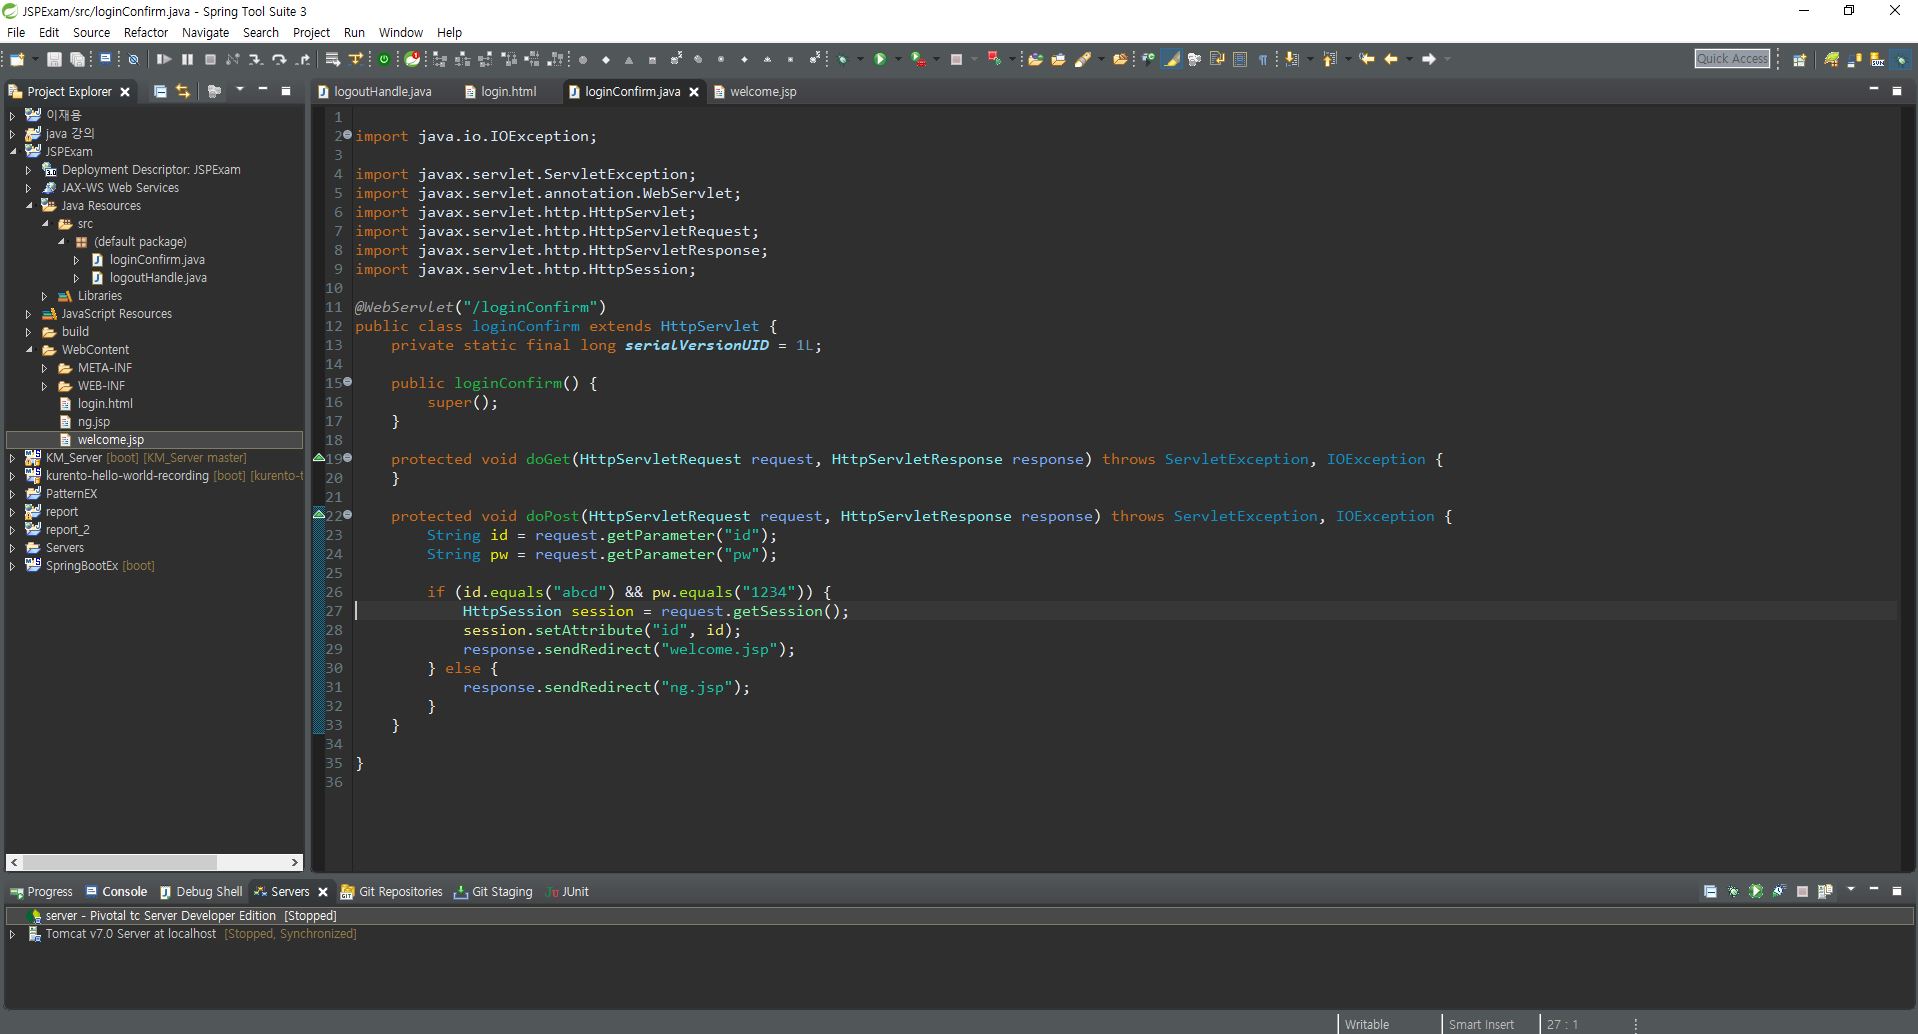 JSPExam/src/loginConfirm.java - Spring Tool Suite 3
File Edit Source Refactor Navigate Search Project Run Window Help
Quick Access
Project Explorer
logoutHandle.java login.html loginConfirm.java welcome.jsp
이재용
java 강의
JSPExam
Deployment Descriptor: JSPExam
JAX-WS Web Services
Java Resources
src
(default package)
loginConfirm.java
logoutHandle.java
Libraries
JavaScript Resources
build
WebContent
META-INF
WEB-INF
login.html
ng.jsp
welcome.jsp
KM_Server [boot] [KM_Server master]
kurento-hello-world-recording [boot] [kurento-t
PatternEX
report
report_2
Servers
SpringBootEx [boot]
1
2 import java.io.IOException;
3
4 import javax.servlet.ServletException;
5 import javax.servlet.annotation.WebServlet;
6 import javax.servlet.http.HttpServlet;
7 import javax.servlet.http.HttpServletRequest;
8 import javax.servlet.http.HttpServletResponse;
9 import javax.servlet.http.HttpSession;
10
11 @WebServlet("/loginConfirm")
12 public class loginConfirm extends HttpServlet {
13 private static final long serialVersionUID = 1L;
14
15 public loginConfirm() {
16 super();
17 }
18
19 protected void doGet(HttpServletRequest request, HttpServletResponse response) throws ServletException, IOException {
20 }
21
22 protected void doPost(HttpServletRequest request, HttpServletResponse response) throws ServletException, IOException {
23 String id = request.getParameter("id");
24 String pw = request.getParameter("pw");
25
26 if (id.equals("abcd") && pw.equals("1234")) {
27 HttpSession session = request.getSession();
28 session.setAttribute("id", id);
29 response.sendRedirect("welcome.jsp");
30 } else {
31 response.sendRedirect("ng.jsp");
32 }
33 }
34
35 }
36
Progress Console Debug Shell Servers Git Repositories Git Staging JUnit
server - Pivotal tc Server Developer Edition [Stopped]
Tomcat v7.0 Server at localhost [Stopped, Synchronized]
Writable Smart Insert 27 : 1